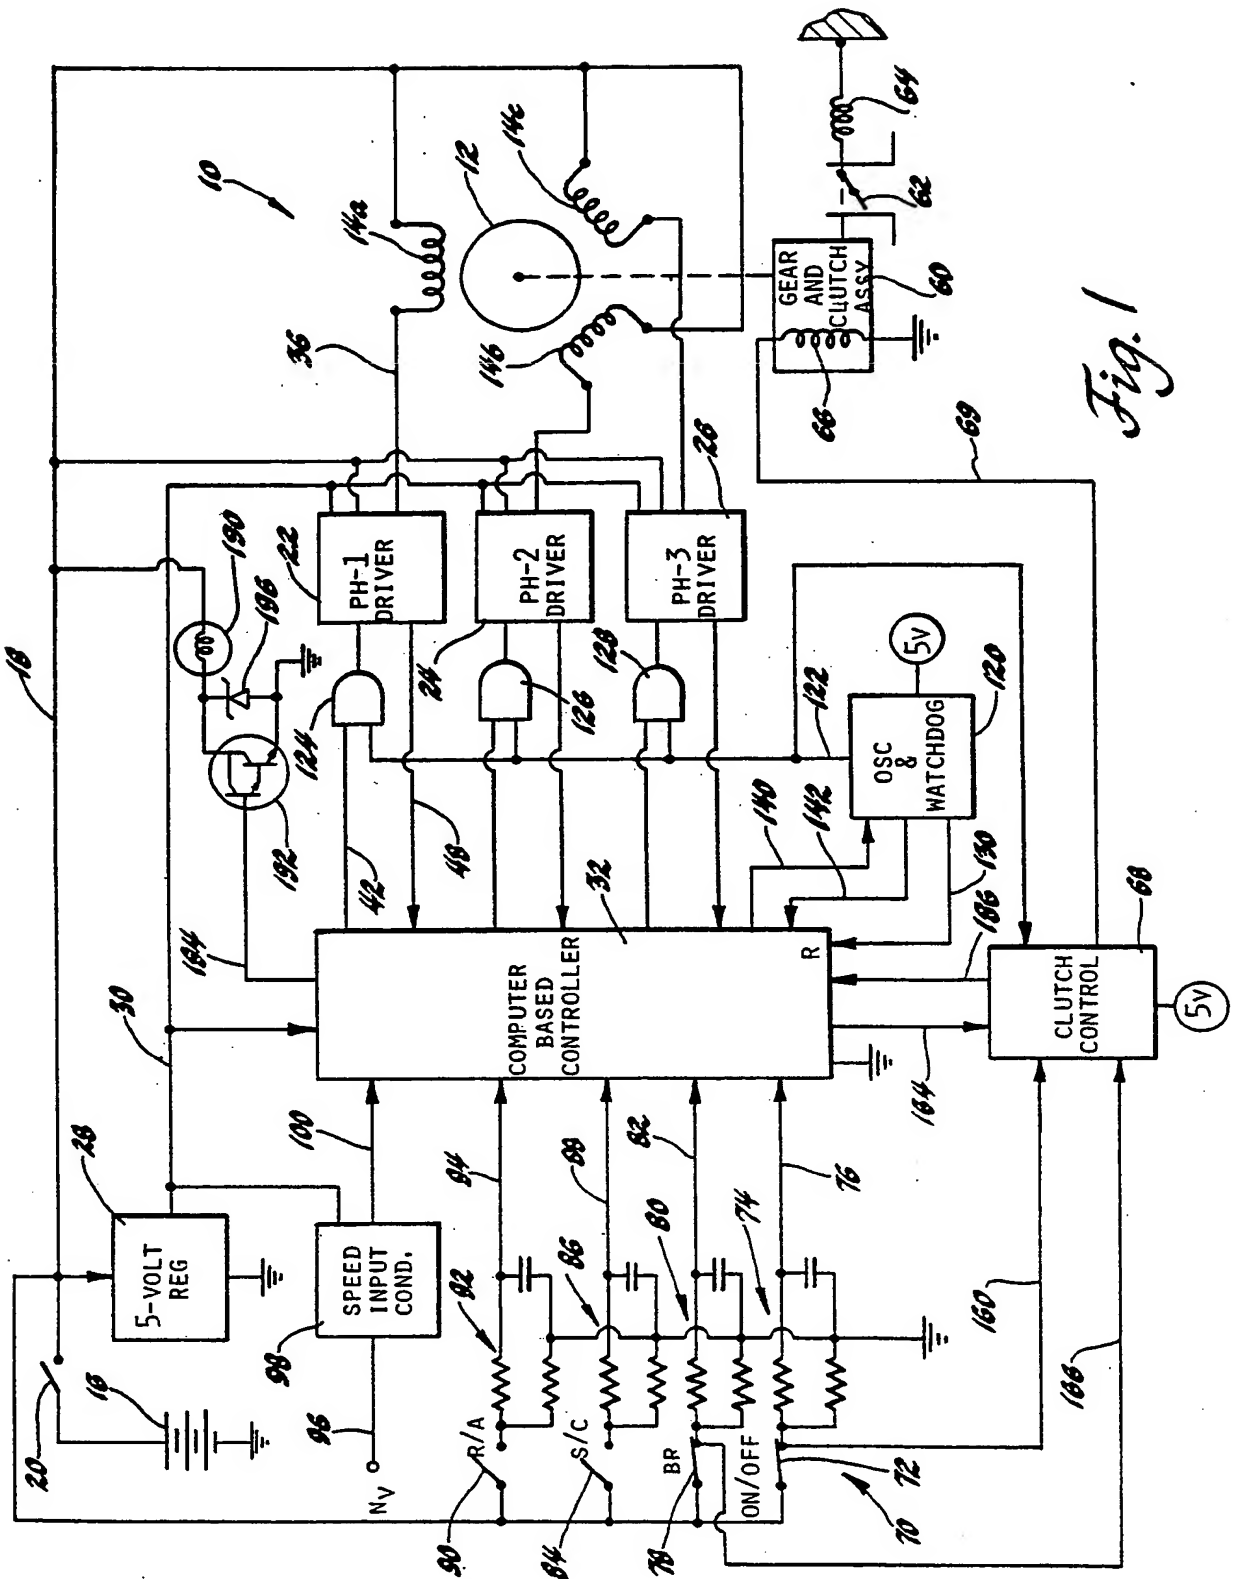 10
Fig. 1
18
20
16
28
5-VOLT
REG
30
190
196
192
194
36
14a
14b
14c
12
22
PH-1
DRIVER
24
PH-2
DRIVER
26
PH-3
DRIVER
124
126
128
42
48
32
COMPUTER
BASED
CONTROLLER
R
98
SPEED
INPUT
COND.
96
NV
100
90
R/A
92
94
84
S/C
86
88
78
BR
80
82
ON/OFF
72
70
74
76
140
142
130
122
OSC
&
WATCHDOG
120
5V
186
164
160
166
CLUTCH
CONTROL
68
5V
69
GEAR
AND
CLUTCH
ASSY
60
66
62
64